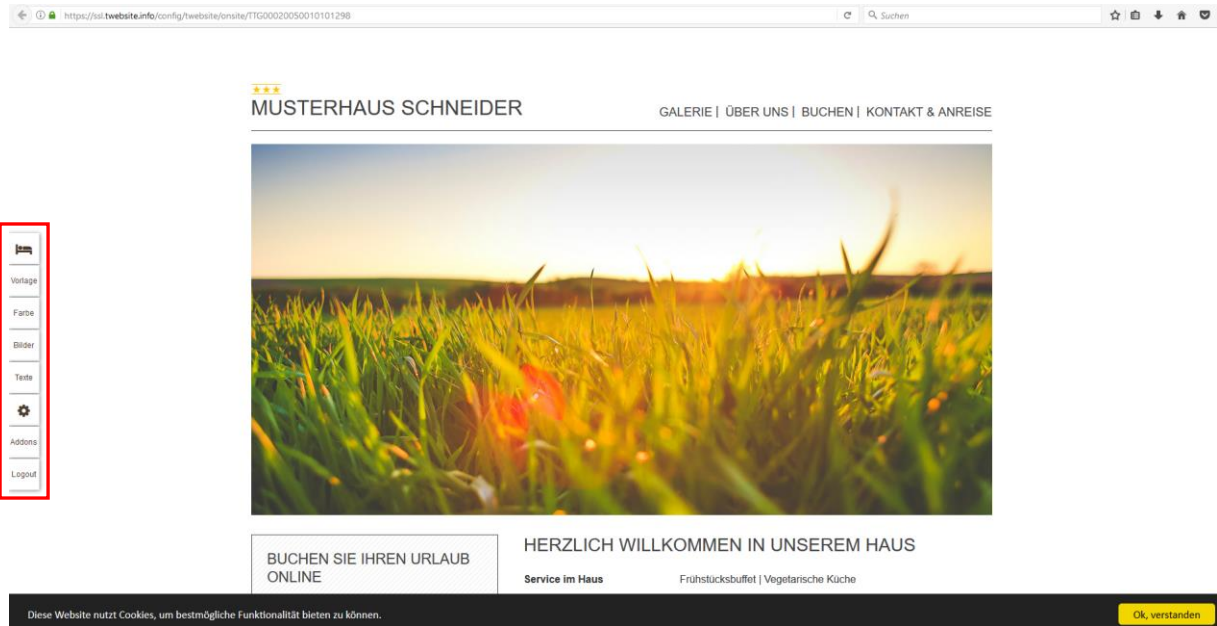 https://ssl.twebsite.info/config/twebsite/onsite/TTG00020050010101298
Suchen
MUSTERHAUS SCHNEIDER
GALERIE | ÜBER UNS | BUCHEN | KONTAKT & ANREISE
Vorlage
Farbe
Bilder
Texte
Addons
Logout
BUCHEN SIE IHREN URLAUB
ONLINE
HERZLICH WILLKOMMEN IN UNSEREM HAUS
Service im Haus Frühstücksbuffet | Vegetarische Küche
Diese Website nutzt Cookies, um bestmögliche Funktionalität bieten zu können.
Ok, verstanden